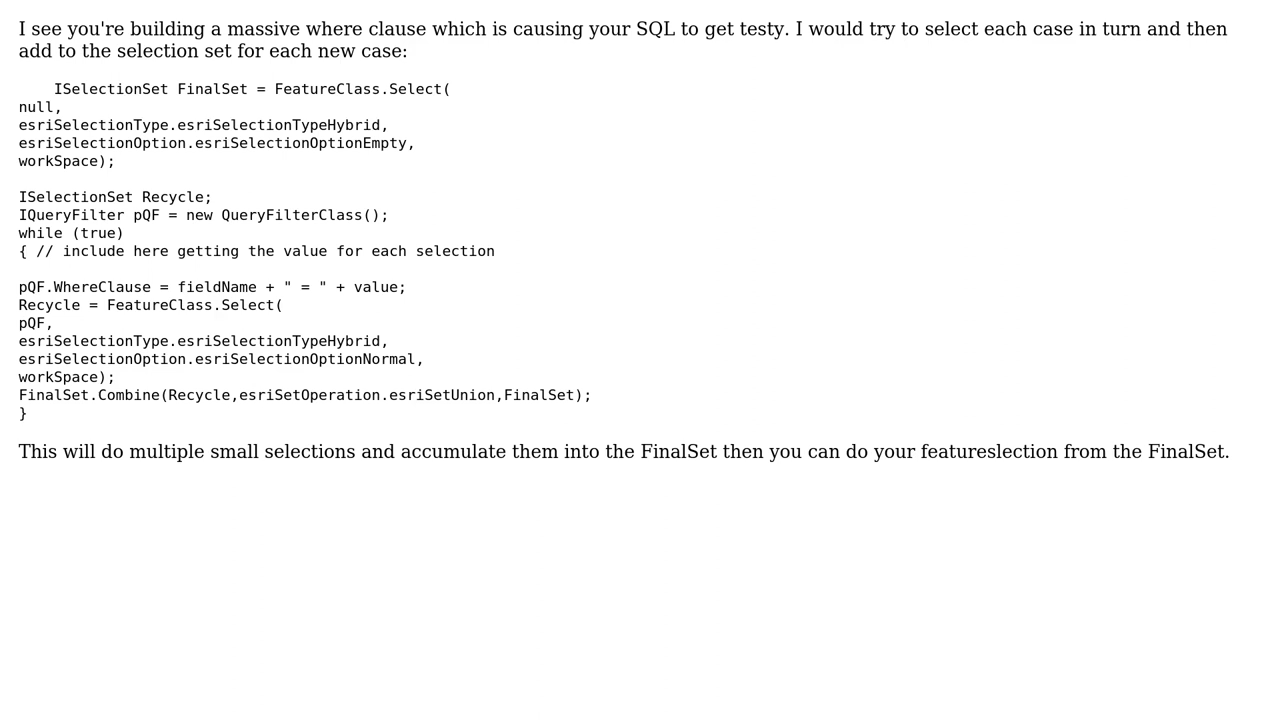 I see you're building a massive where clause which is causing your SQL to get testy. I would try to select each case in turn and then
add to the selection set for each new case:
ISelectionSet FinalSet = FeatureClass.Select(
null,
esriSelectionType.esriSelectionTypeHybrid,
esriSelectionOption.esriSelectionOptionEmpty,
workSpace);
ISelectionSet Recycle;
IQueryFilter pQF = new QueryFilterClass();
while (true)
{ // include here getting the value for each selection
pQF.WhereClause = fieldName + " = " + value;
Recycle = FeatureClass.Select(
pQF,
esriSelectionType.esriSelectionTypeHybrid,
esriSelectionOption.esriSelectionOptionNormal,
workSpace);
FinalSet.Combine(Recycle,esriSetOperation.esriSetUnion,FinalSet);
}
This will do multiple small selections and accumulate them into the FinalSet then you can do your featureslection from the FinalSet.